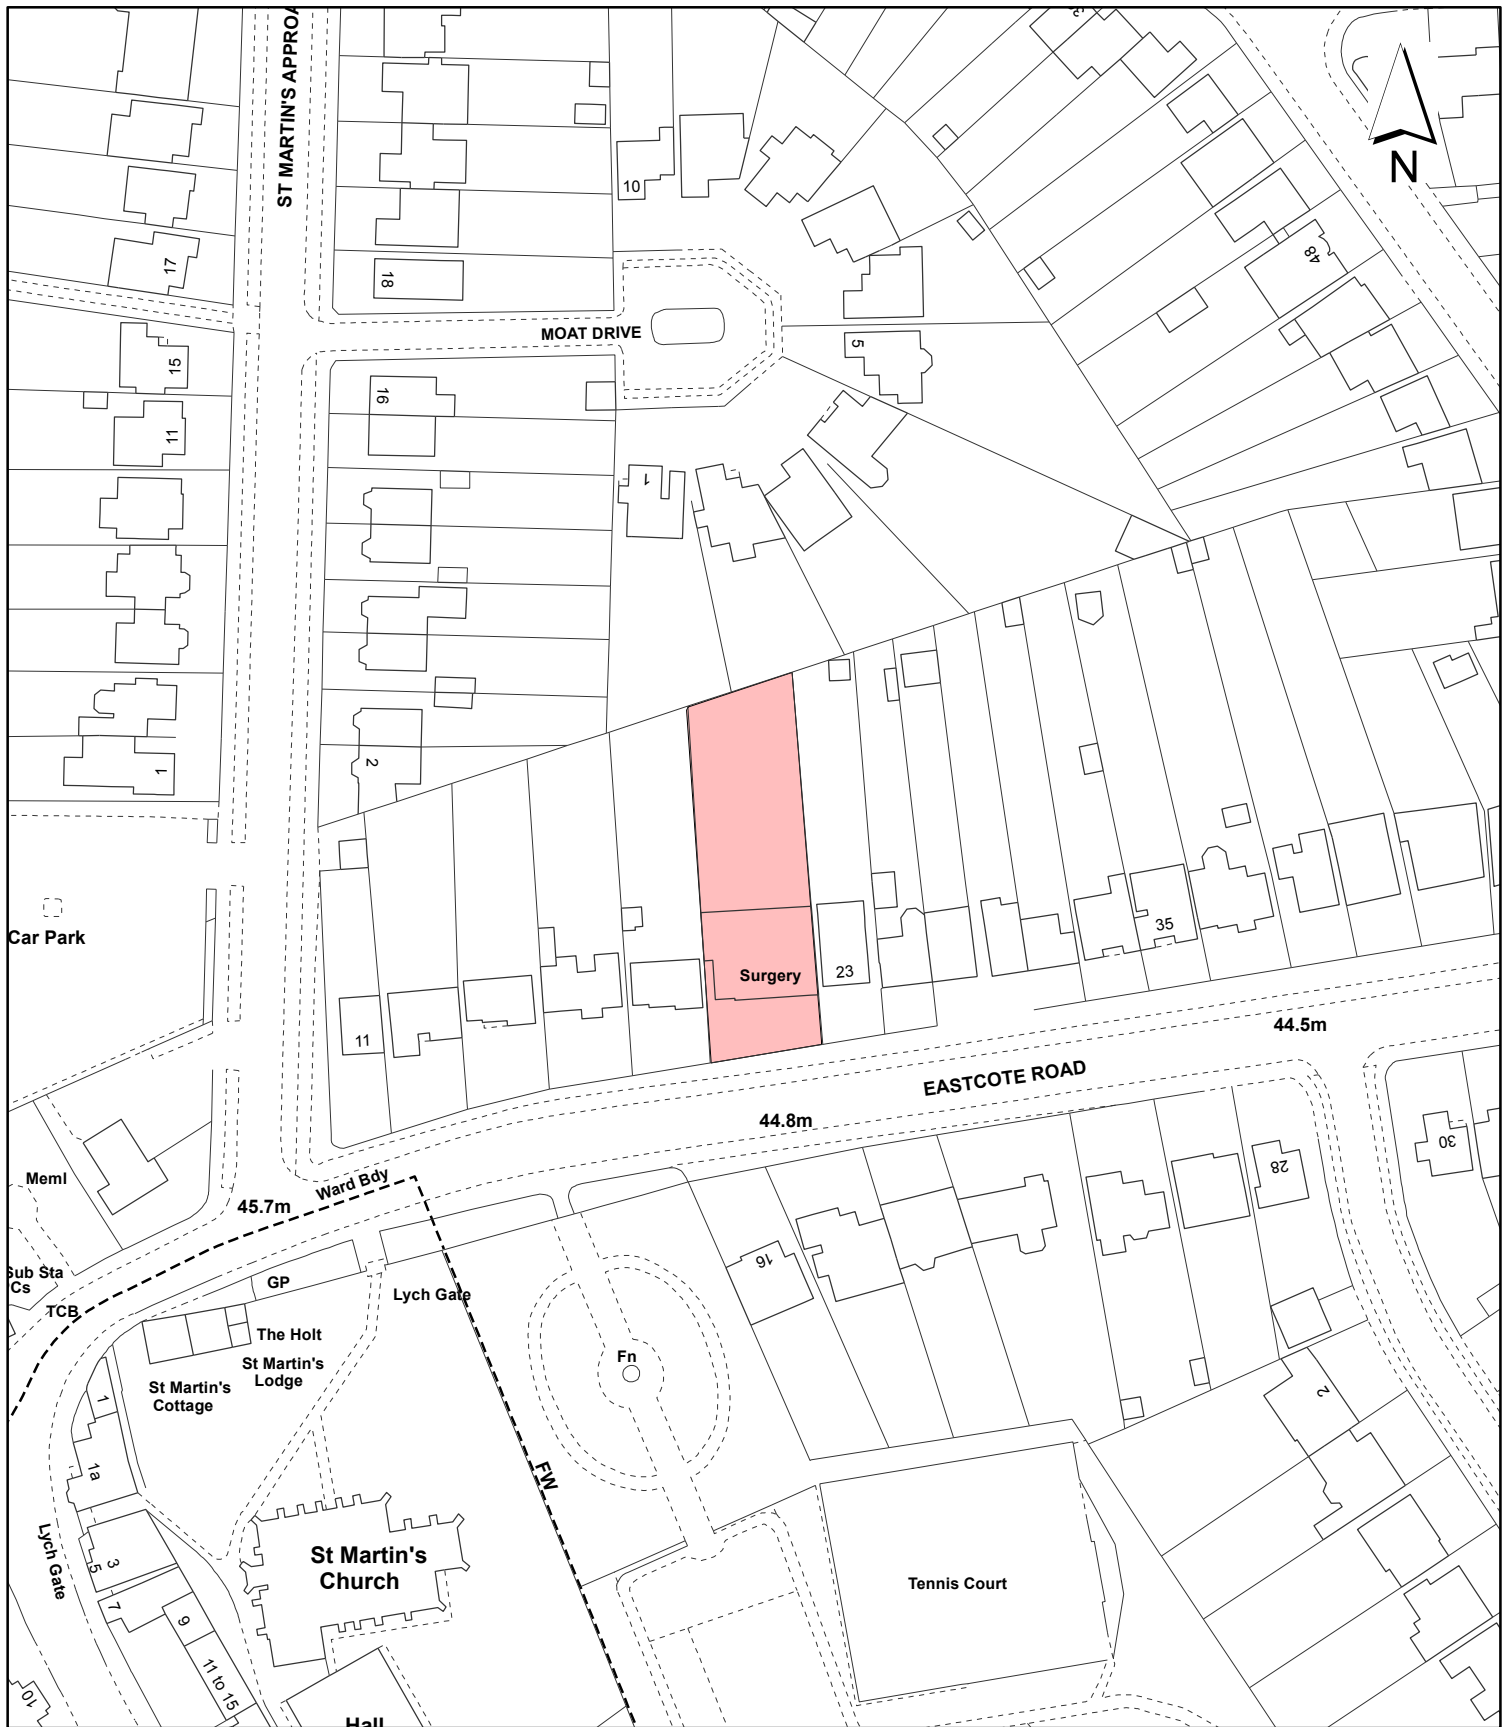 ST MARTIN'S APPROA
N
10
17
18
48
MOAT DRIVE
5
15
16
11
1
2
1
Car Park
Surgery
23
35
11
44.5m
EASTCOTE ROAD
44.8m
30
28
Meml
Ward Bdy
45.7m
16
Sub Sta
Cs
GP
TCB
Lych Gate
The Holt
Fn
St Martin's
Lodge
St Martin's
Cottage
1
2
1a
FW
Lych Gate
St Martin's
Church
3
5
Tennis Court
7
9
11 to 15
10
Hall